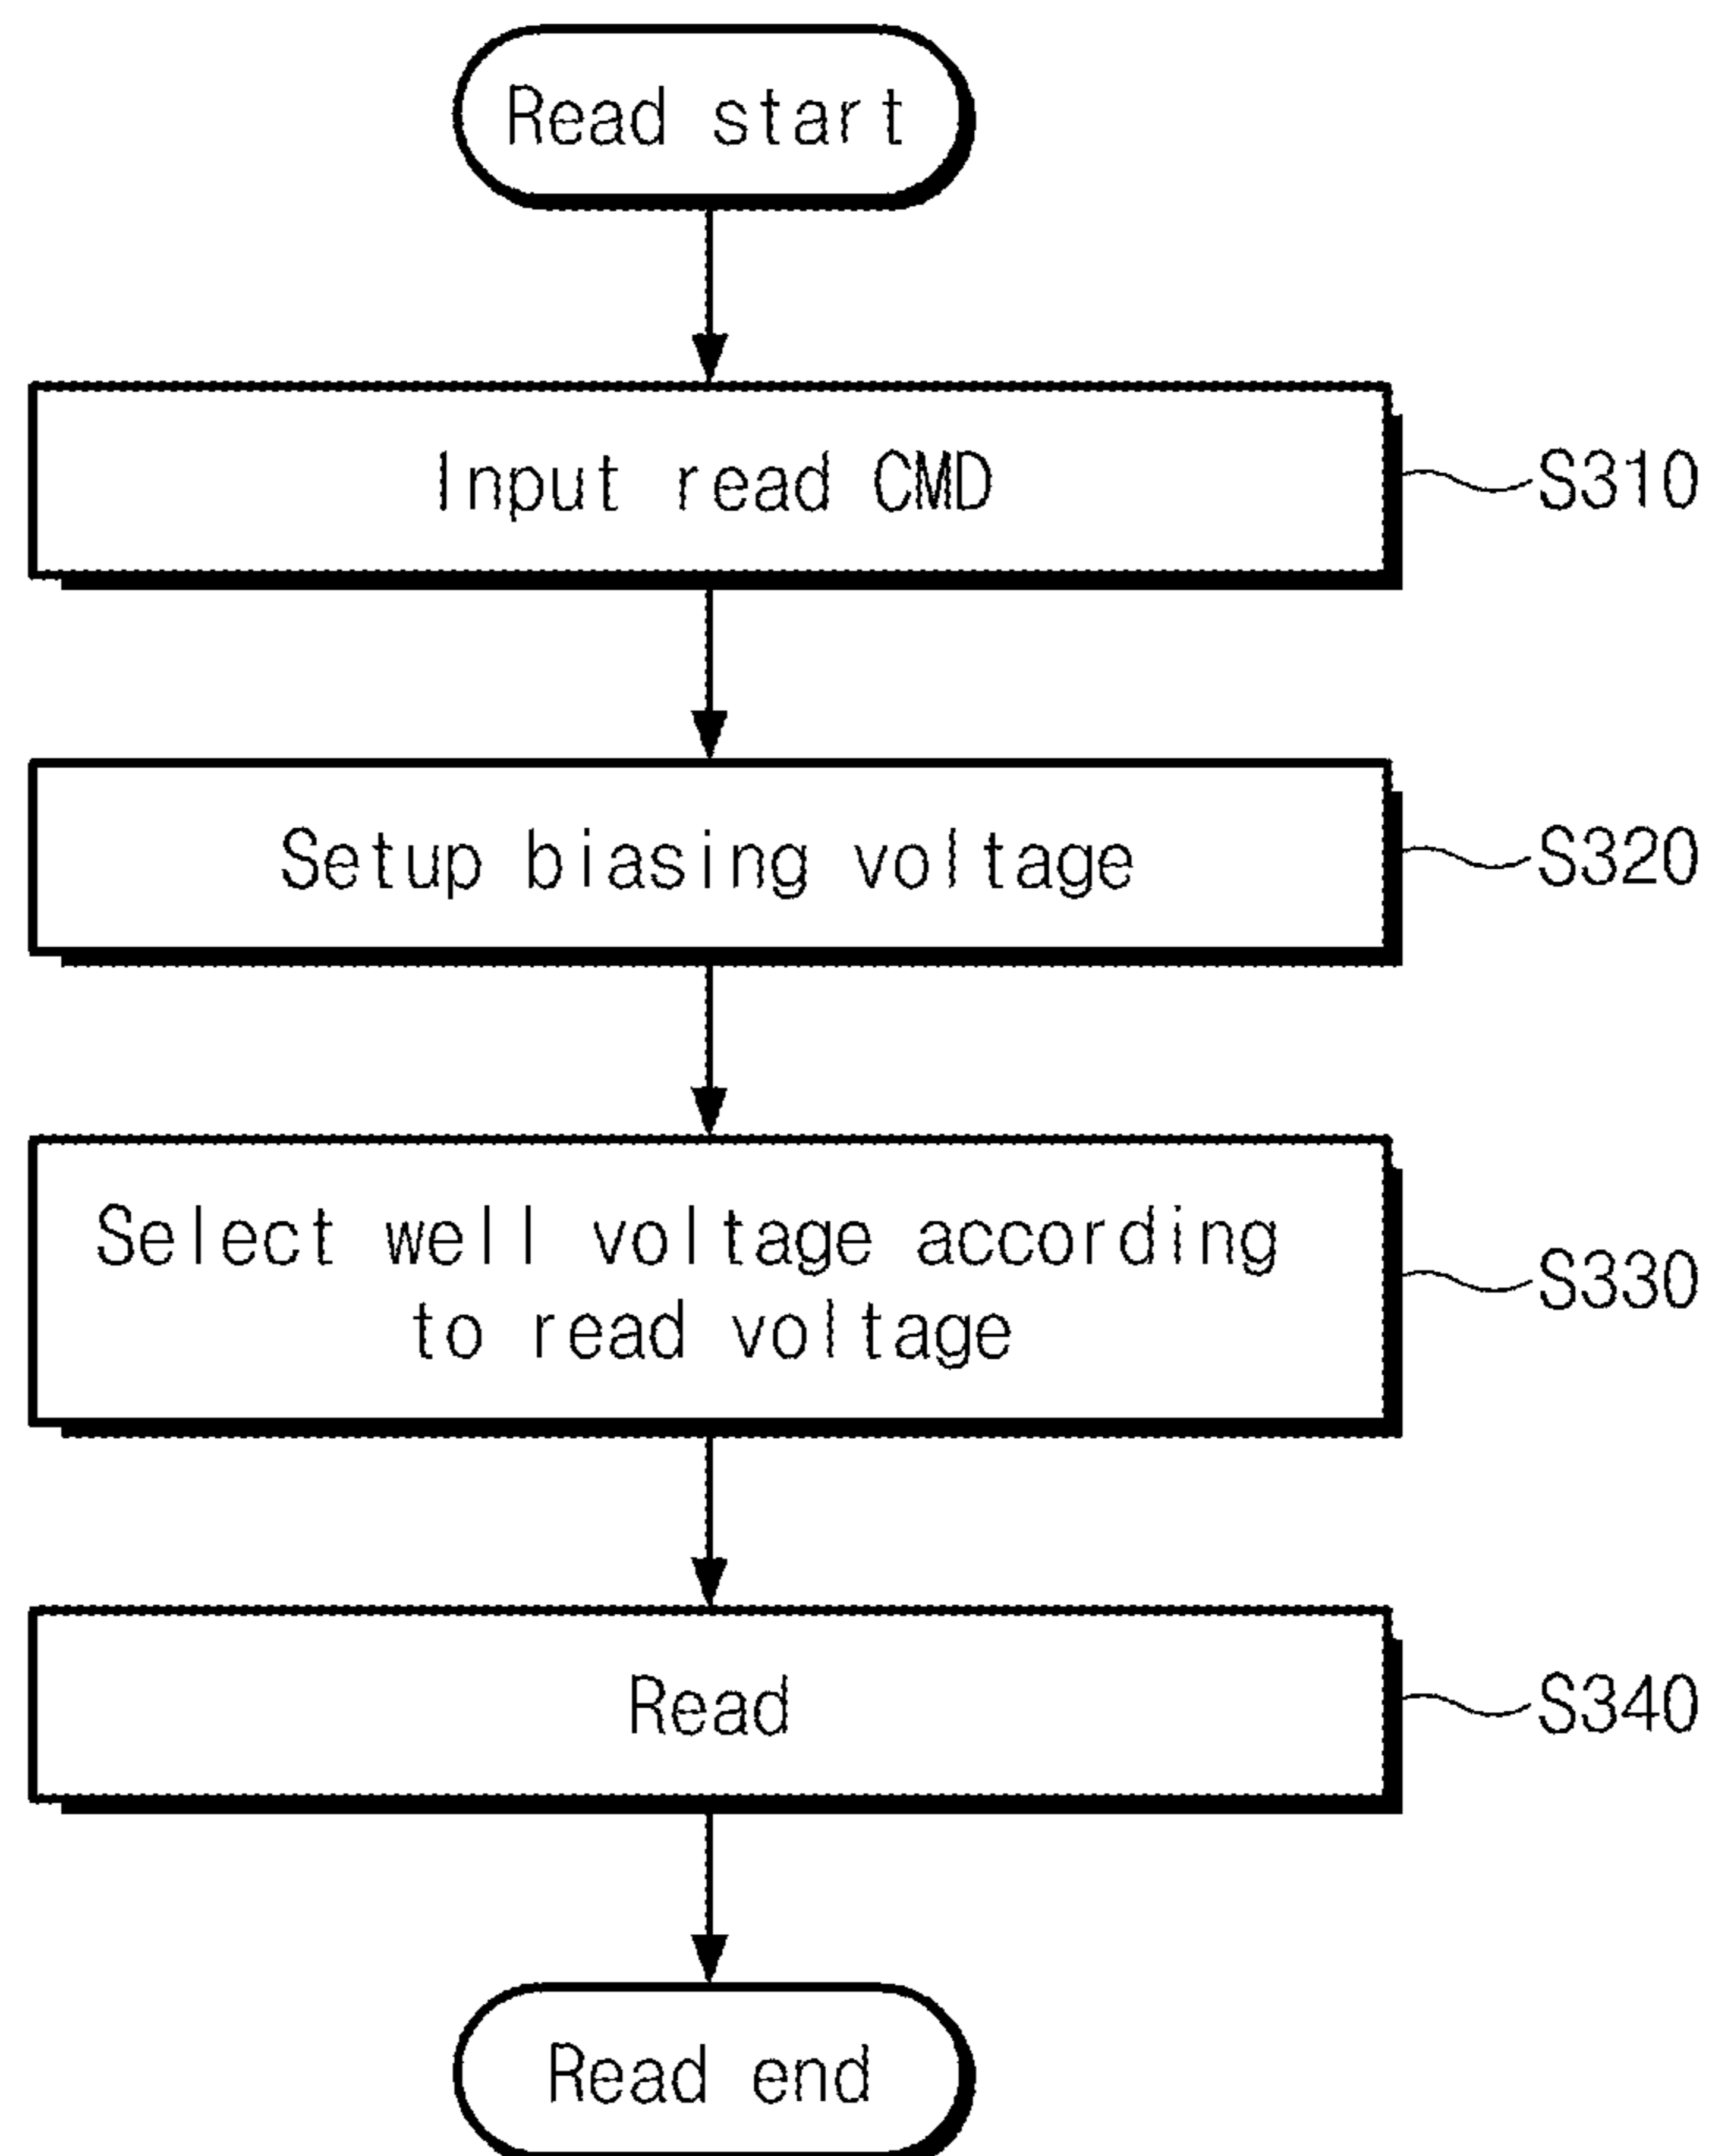 Read start
Input read CMD
S310
Setup biasing voltage
S320
Select well voltage according
to read voltage
S330
Read
S340
Read end